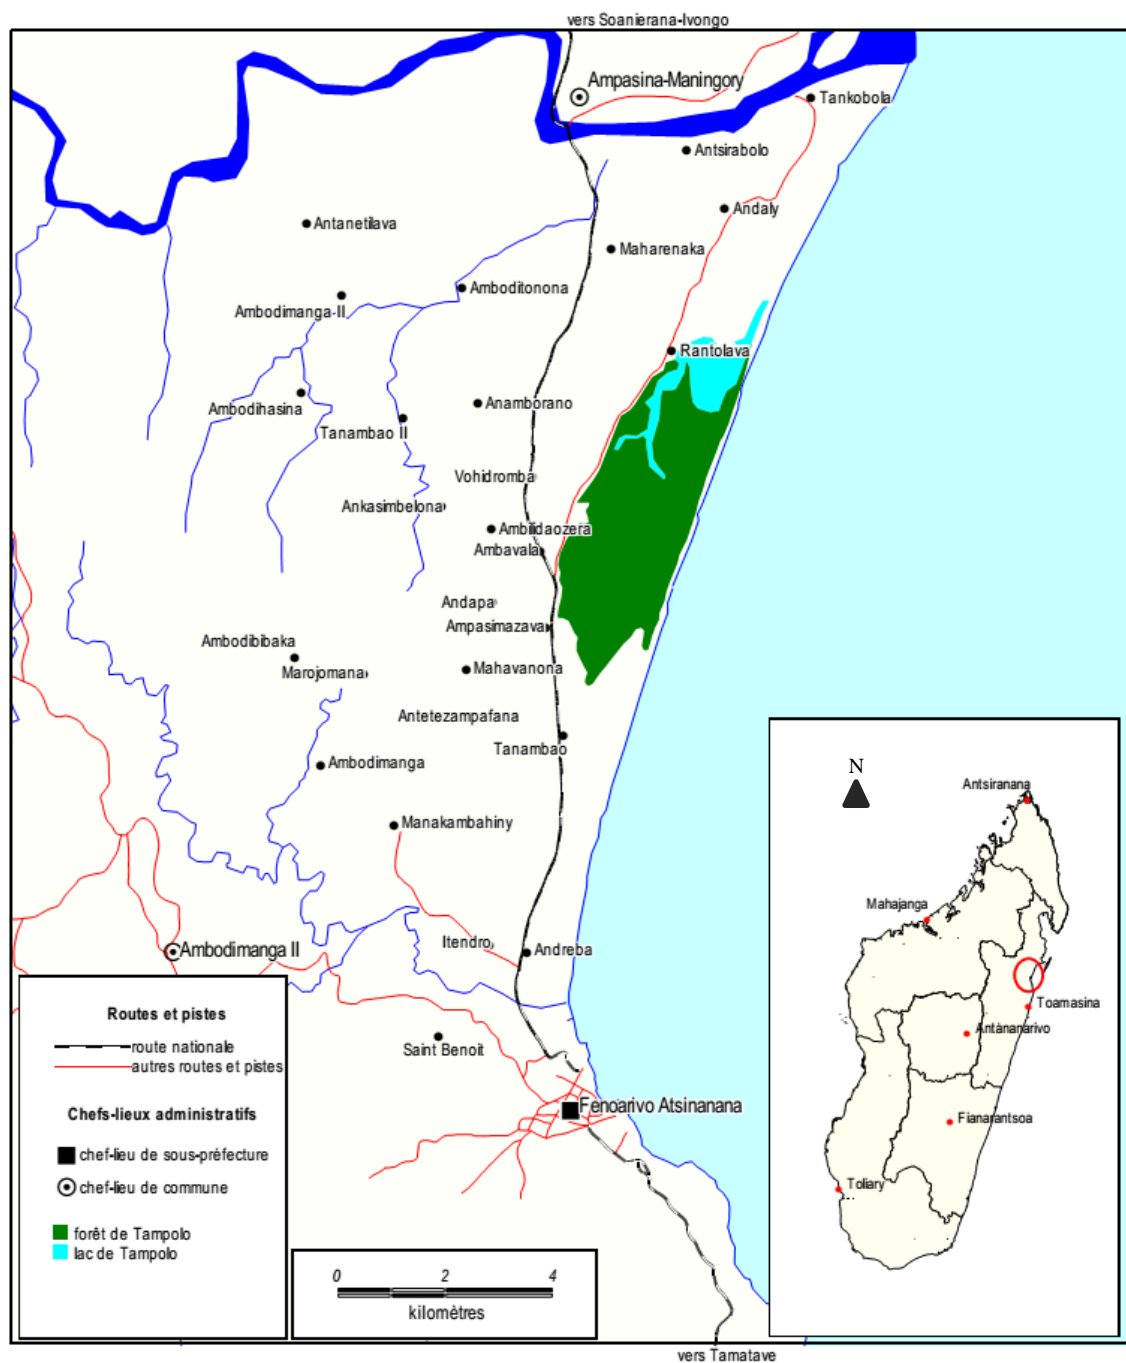 vers Soanierana-Ivongo
Ampasina-Maningory
Tankobola
Antsirabolo
Andaly
Antanetilava
Maharenaka
Amboditonona
Ambodimanga II
Rantolava
Ambodihasina
Anamborano
Tanambao II
Vohidromba
Ankasimbelona
Ambilidaozera
Ambavala
Andapa
Ampasimazava
Ambodibibaka
Marojomana
Mahavanona
Antetezampafana
Tanambao
Ambodimanga
Manakambahiny
Itendro
Andreba
Ambodimanga II
Saint Benoit
Fenoarivo Atsinanana
Routes et pistes
route nationale
autres routes et pistes
Chefs-lieux administratifs
chef-lieu de sous-préfecture
chef-lieu de commune
forêt de Tampolo
lac de Tampolo
0 2 4
kilomètres
N
Antsiranana
Mahajanga
Toamasina
Antananarivo
Fianarantsoa
Toliary
vers Tamatave